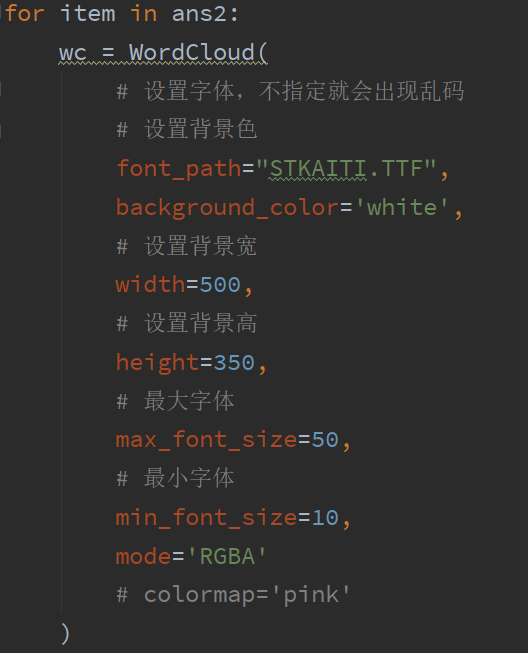 for item in ans2:
wc = WordCloud(
# 设置字体，不指定就会出现乱码
# 设置背景色
font_path="STKAITI.TTF",
background_color='white',
# 设置背景宽
width=500,
# 设置背景高
height=350,
# 最大字体
max_font_size=50,
# 最小字体
min_font_size=10,
mode='RGBA'
# colormap='pink'
)